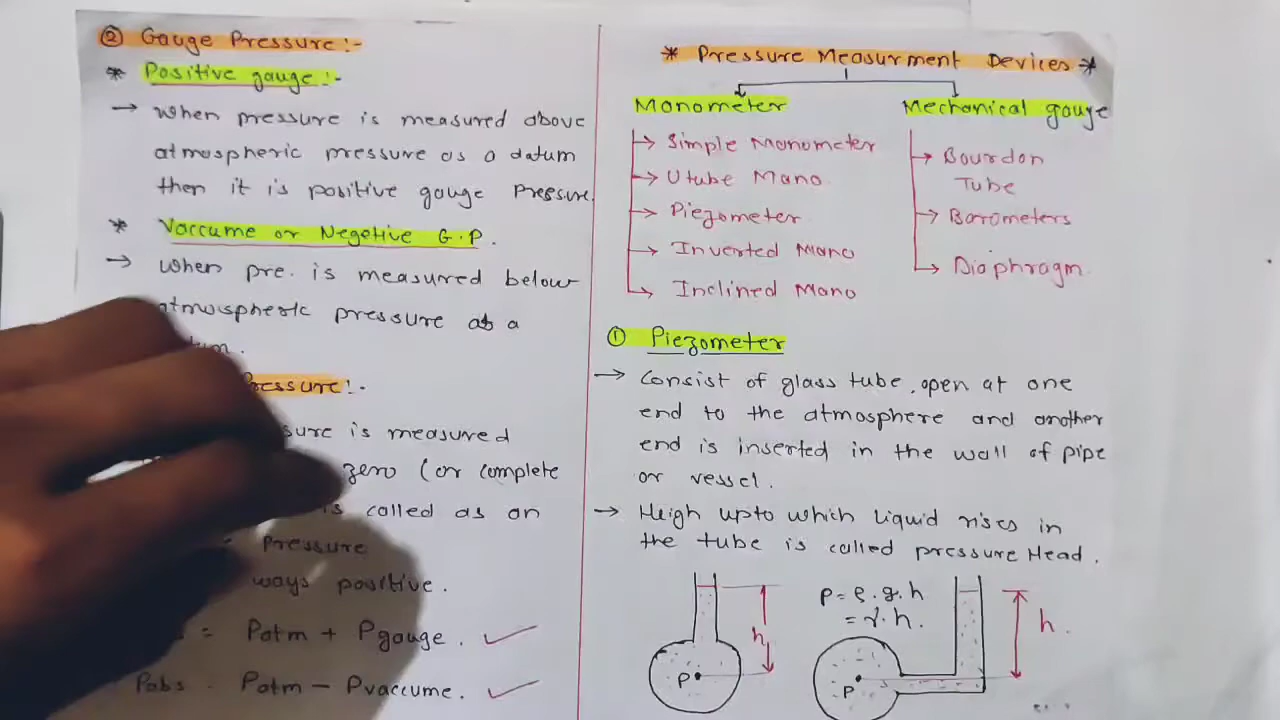 ② Gauge Pressure:-
* Positive gauge:-
→ When pressure is measured above
atmospheric pressure as a datum
then it is positive gauge Pressure.
* Vaccume or Negetive G.P.
→ When pre. is measured below
atmospheric pressure as a
Pressure:-
is measured
zero (or complete
is called as an
Pressure
ways positive.
= Patm + Pgauge.
Pabs. Patm - Pvaccume.
* Pressure Measurment Devices *
Monometer
Mechanical gauge
→ Simple Monometer
→ Utube Mano.
→ Piezometer
→ Inverted Mano
→ Inclined Mano
→ Bourdon
Tube
→ Barometers
→ Diaphragm.
① Piezometer
→ Consist of glass tube, open at one
end to the atmosphere and another
end is inserted in the wall of pipe
or vessel.
→ Heigh upto which liquid rises in
the tube is called pressure Head.
P = ρ.g.h
= γ.h.
h
h.
P
P